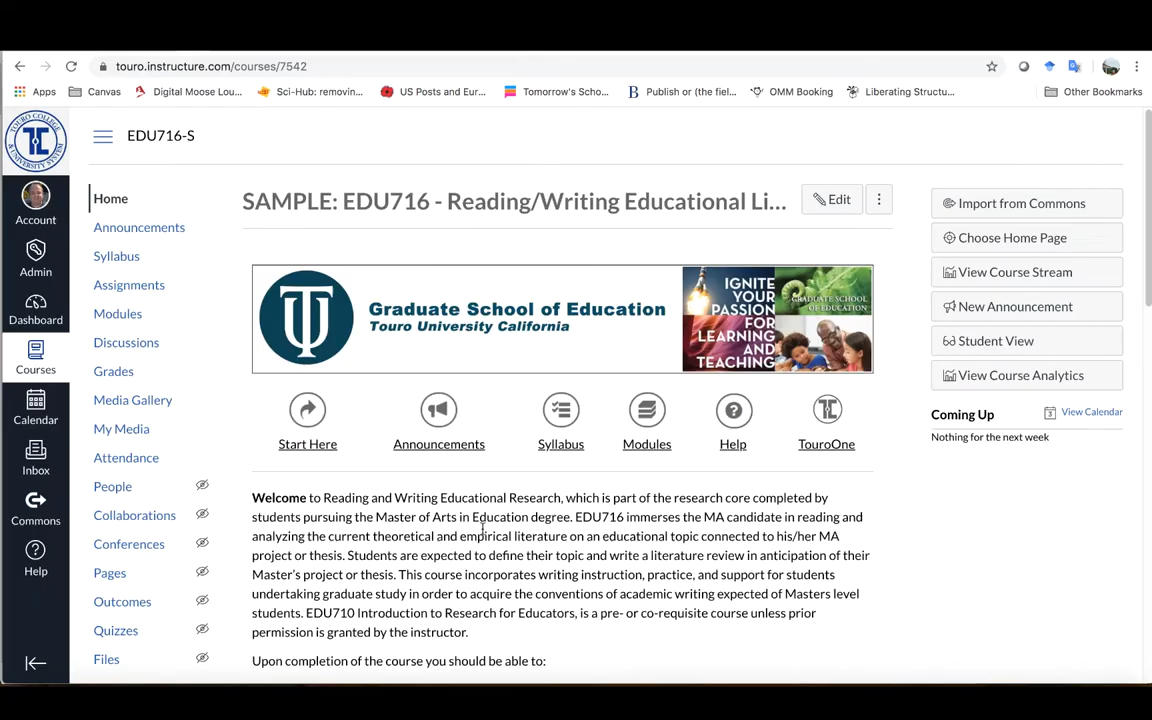 touro.instructure.com/courses/7542
Apps
Canvas
Digital Moose Lou...
Sci-Hub: removin...
US Posts and Eur...
Tomorrow's Scho...
Publish or (the fiel...
OMM Booking
Liberating Structu...
Other Bookmarks
EDU716-S
Account
Admin
Dashboard
Courses
Calendar
Inbox
Commons
Help
Home
Announcements
Syllabus
Assignments
Modules
Discussions
Grades
Media Gallery
My Media
Attendance
People
Collaborations
Conferences
Pages
Outcomes
Quizzes
Files
SAMPLE: EDU716 - Reading/Writing Educational Li...
Edit
Graduate School of Education
Touro University California
IGNITE
YOUR
PASSION
FOR
LEARNING
AND
TEACHING
GRADUATE SCHOOL
OF EDUCATION
Start Here
Announcements
Syllabus
Modules
Help
TouroOne
Welcome to Reading and Writing Educational Research, which is part of the research core completed by
students pursuing the Master of Arts in Education degree. EDU716 immerses the MA candidate in reading and
analyzing the current theoretical and empirical literature on an educational topic connected to his/her MA
project or thesis. Students are expected to define their topic and write a literature review in anticipation of their
Master's project or thesis. This course incorporates writing instruction, practice, and support for students
undertaking graduate study in order to acquire the conventions of academic writing expected of Masters level
students. EDU710 Introduction to Research for Educators, is a pre- or co-requisite course unless prior
permission is granted by the instructor.
Upon completion of the course you should be able to:
Import from Commons
Choose Home Page
View Course Stream
New Announcement
Student View
View Course Analytics
Coming Up
View Calendar
Nothing for the next week